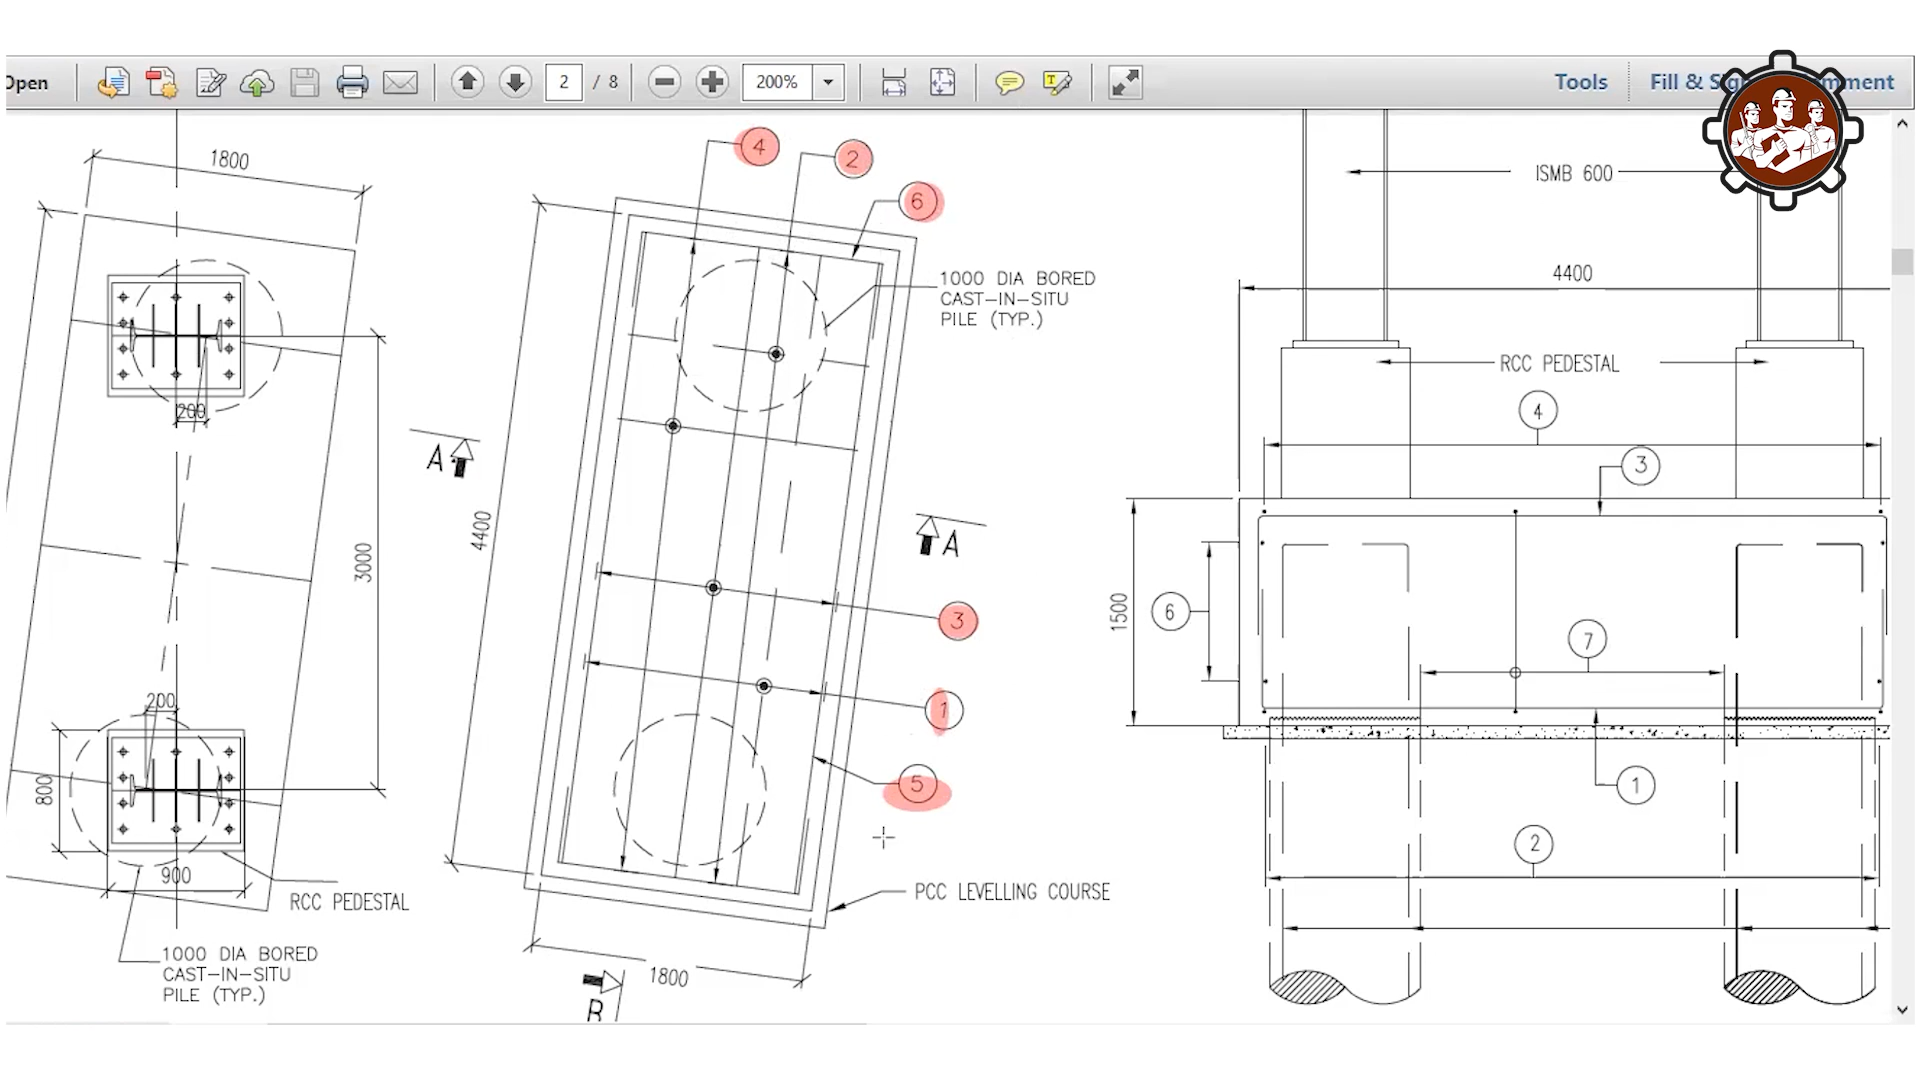 Open
2 / 8
200%
Tools
Fill & Sign
Comment
1800
200
3000
200
800
900
RCC PEDESTAL
1000 DIA BORED
CAST-IN-SITU
PILE (TYP.)
4
2
6
1000 DIA BORED
CAST-IN-SITU
PILE (TYP.)
A
4400
A
3
1
5
PCC LEVELLING COURSE
1800
B
ISMB 600
4400
RCC PEDESTAL
4
3
1500
6
7
1
2